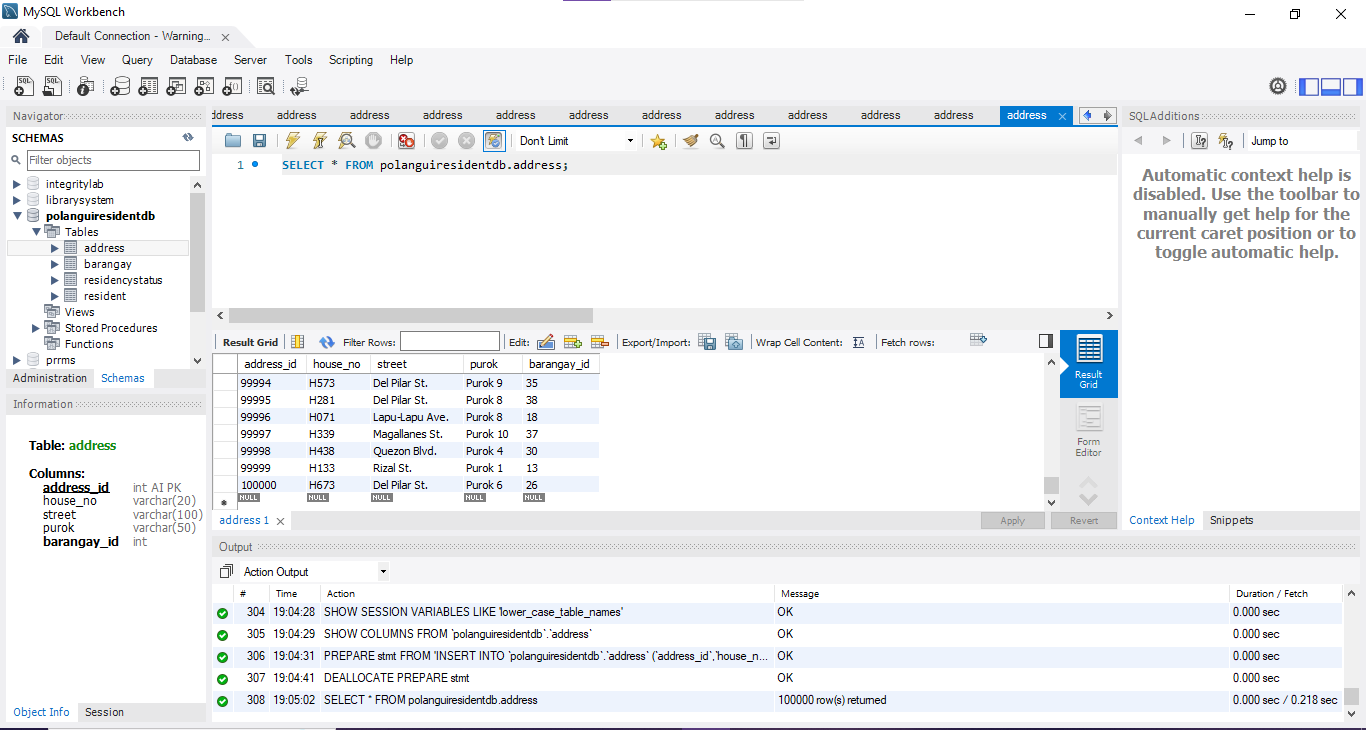 MySQL Workbench
Default Connection - Warning...
File Edit View Query Database Server Tools Scripting Help
Navigator
SCHEMAS
Filter objects
integritylab
librarysystem
polanguiresidentdb
Tables
address
barangay
residencystatus
resident
Views
Stored Procedures
Functions
prrms
Administration Schemas
Information
Table: address
Columns:
address_id int AI PK
house_no varchar(20)
street varchar(100)
purok varchar(50)
barangay_id int
Object Info Session
ddress address address address address address address address address address address address
Don't Limit
1 SELECT * FROM polanguiresidentdb.address;
Result Grid Filter Rows: Edit: Export/Import: Wrap Cell Content: Fetch rows:
address_id house_no street purok barangay_id
99994 H573 Del Pilar St. Purok 9 35
99995 H281 Del Pilar St. Purok 8 38
99996 H071 Lapu-Lapu Ave. Purok 8 18
99997 H339 Magallanes St. Purok 10 37
99998 H438 Quezon Blvd. Purok 4 30
99999 H133 Rizal St. Purok 1 13
100000 H673 Del Pilar St. Purok 6 26
NULL NULL NULL NULL NULL
Result Grid
Form Editor
address 1
Apply Revert
SQLAdditions
Jump to
Automatic context help is
disabled. Use the toolbar to
manually get help for the
current caret position or to
toggle automatic help.
Context Help Snippets
Output
Action Output
# Time Action Message Duration / Fetch
304 19:04:28 SHOW SESSION VARIABLES LIKE 'lower_case_table_names' OK 0.000 sec
305 19:04:29 SHOW COLUMNS FROM `polanguiresidentdb`.`address` OK 0.000 sec
306 19:04:31 PREPARE stmt FROM 'INSERT INTO `polanguiresidentdb`.`address` (`address_id`,`house_n... OK 0.000 sec
307 19:04:41 DEALLOCATE PREPARE stmt OK 0.000 sec
308 19:05:02 SELECT * FROM polanguiresidentdb.address 100000 row(s) returned 0.000 sec / 0.218 sec